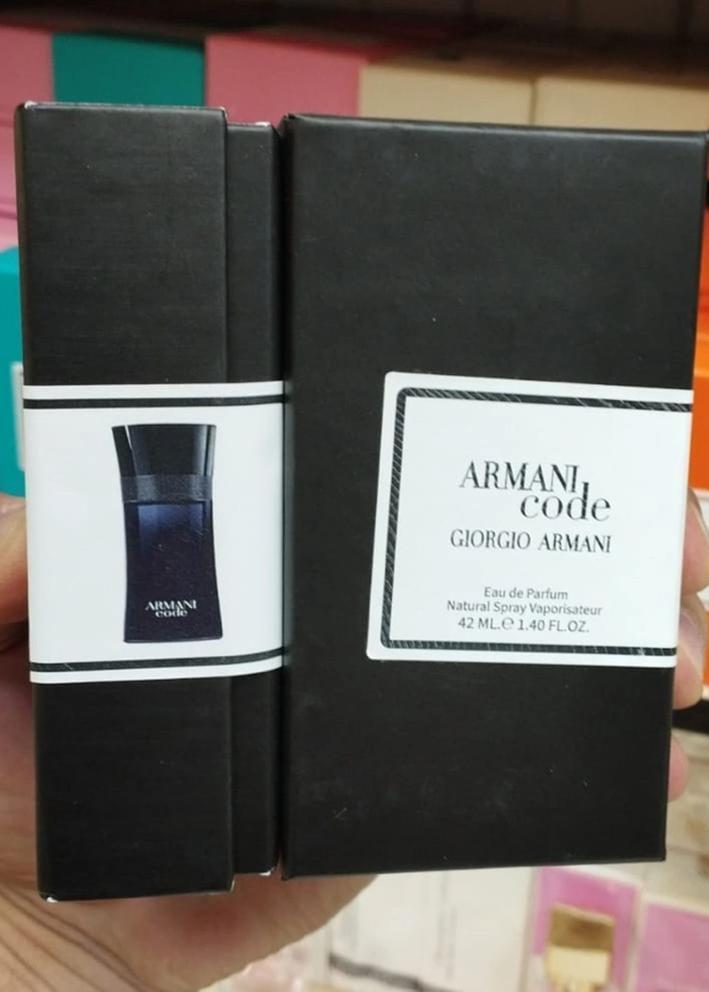 ARMANI
code
ARMANI
code
GIORGIO ARMANI
Eau de Parfum
Natural Spray Vaporisateur
42 ML.℮ 1.40 FL.OZ.